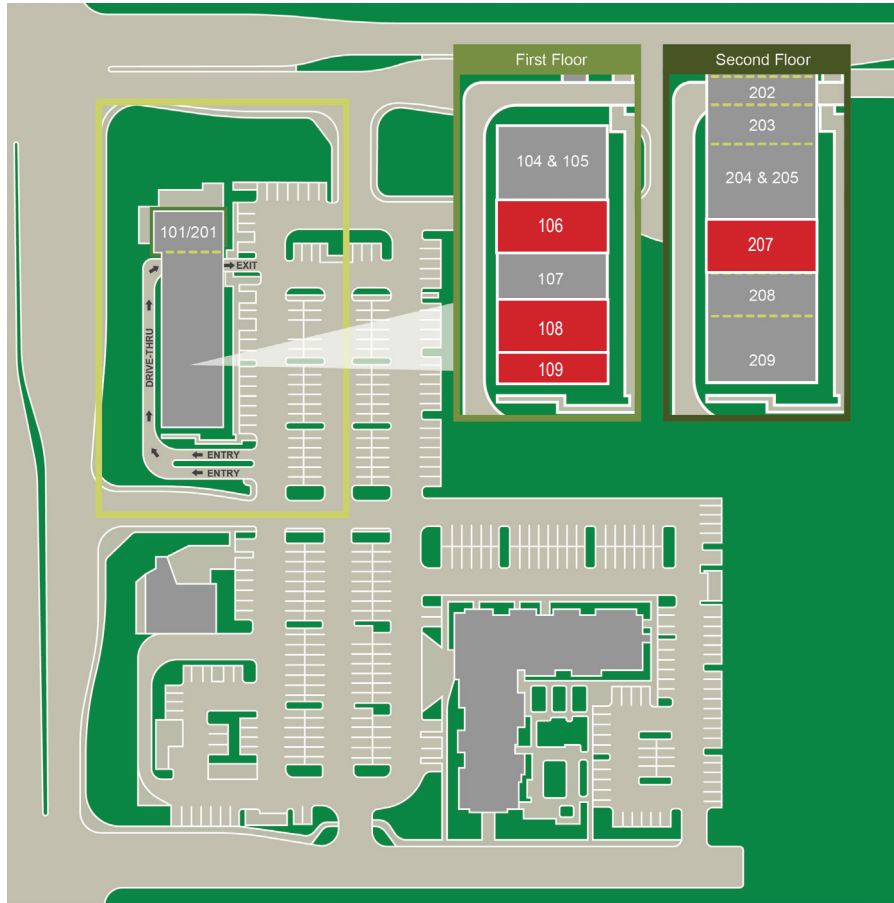 First Floor
104 & 105
106
107
108
109
Second Floor
202
203
204 & 205
207
208
209
101/201
EXIT
DRIVE-THRU
ENTRY
ENTRY